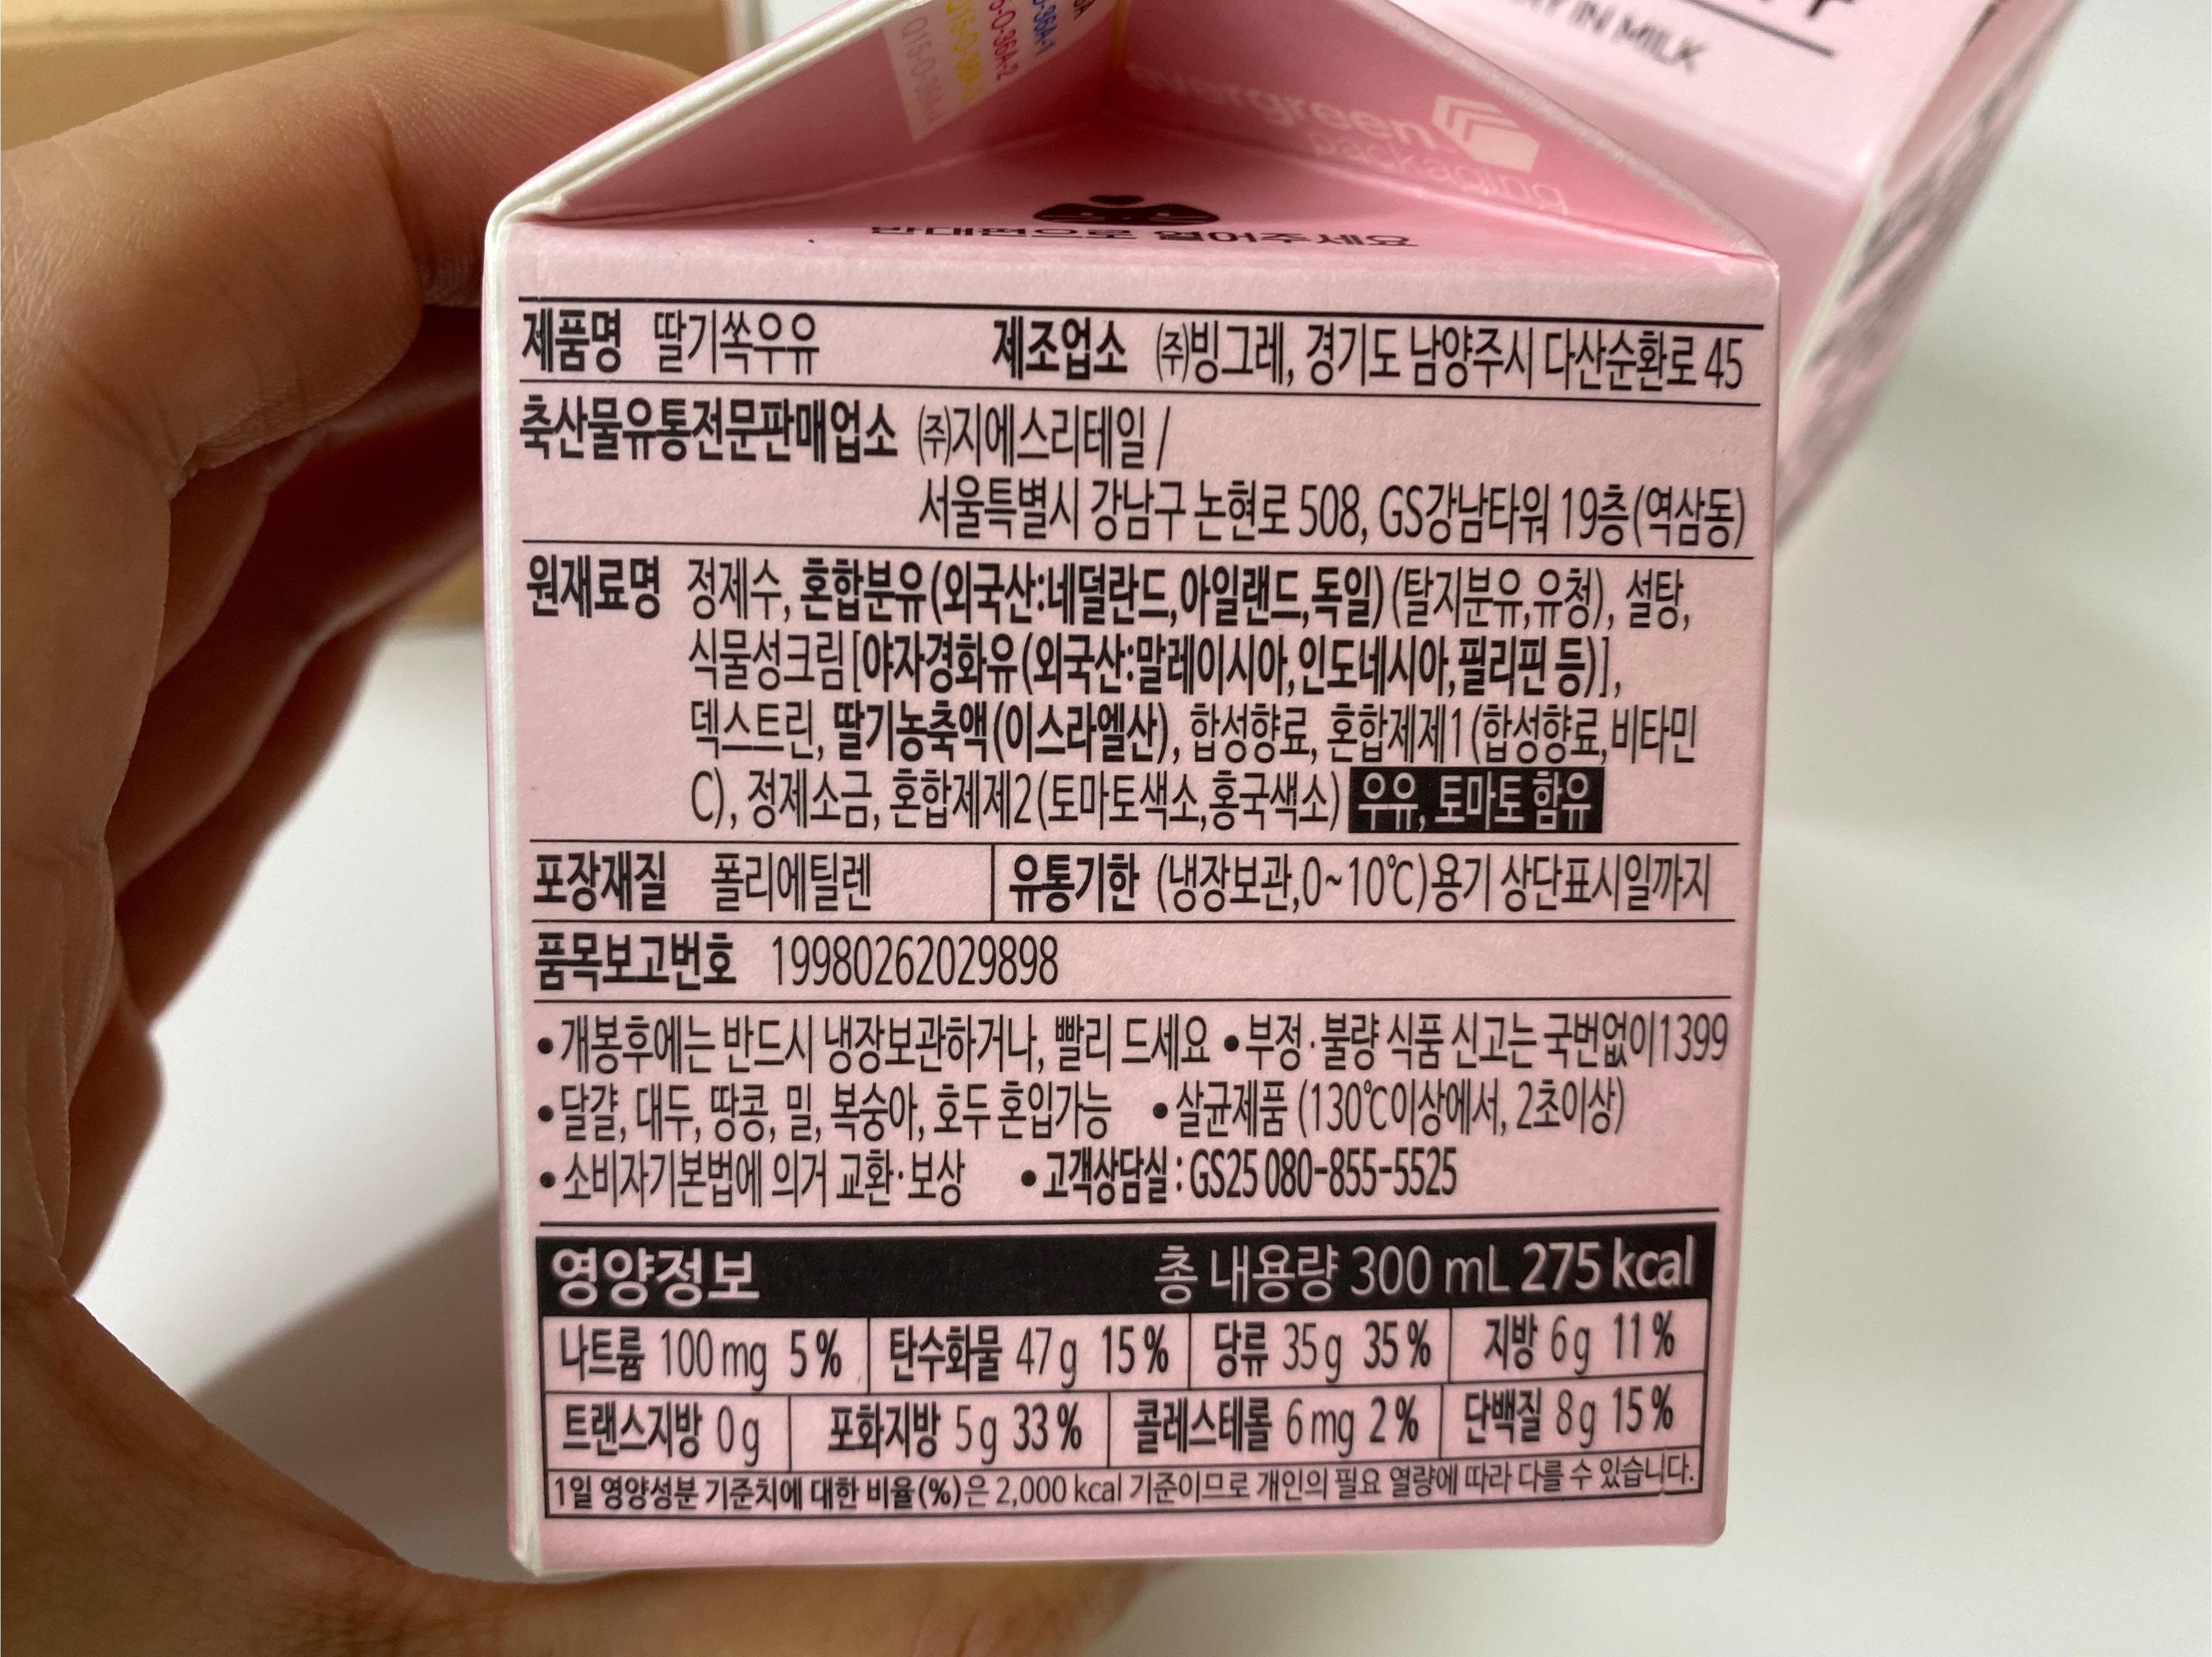 IN MILK
evergreen
packaging
반대편으로 열어주세요
제품명 딸기쏙우유 제조업소 ㈜빙그레, 경기도 남양주시 다산순환로 45
축산물유통전문판매업소 ㈜지에스리테일 /
서울특별시 강남구 논현로 508, GS강남타워 19층(역삼동)
원재료명 정제수, 혼합분유(외국산:네덜란드,아일랜드,독일)(탈지분유,유청), 설탕,
식물성크림[야자경화유(외국산:말레이시아,인도네시아,필리핀 등)],
덱스트린, 딸기농축액(이스라엘산), 합성향료, 혼합제제1(합성향료,비타민
C), 정제소금, 혼합제제2(토마토색소,홍국색소) 우유, 토마토 함유
포장재질 폴리에틸렌 유통기한 (냉장보관,0~10℃)용기 상단표시일까지
품목보고번호 19980262029898
•개봉후에는 반드시 냉장보관하거나, 빨리 드세요 •부정·불량 식품 신고는 국번없이1399
•달걀, 대두, 땅콩, 밀, 복숭아, 호두 혼입가능 •살균제품 (130℃이상에서, 2초이상)
•소비자기본법에 의거 교환·보상 •고객상담실 : GS25 080-855-5525
영양정보 총 내용량 300 mL 275 kcal
나트륨 100 mg 5 % 탄수화물 47 g 15 % 당류 35 g 35 % 지방 6 g 11 %
트랜스지방 0 g 포화지방 5 g 33 % 콜레스테롤 6 mg 2 % 단백질 8 g 15 %
1일 영양성분 기준치에 대한 비율(%)은 2,000 kcal 기준이므로 개인의 필요 열량에 따라 다를 수 있습니다.